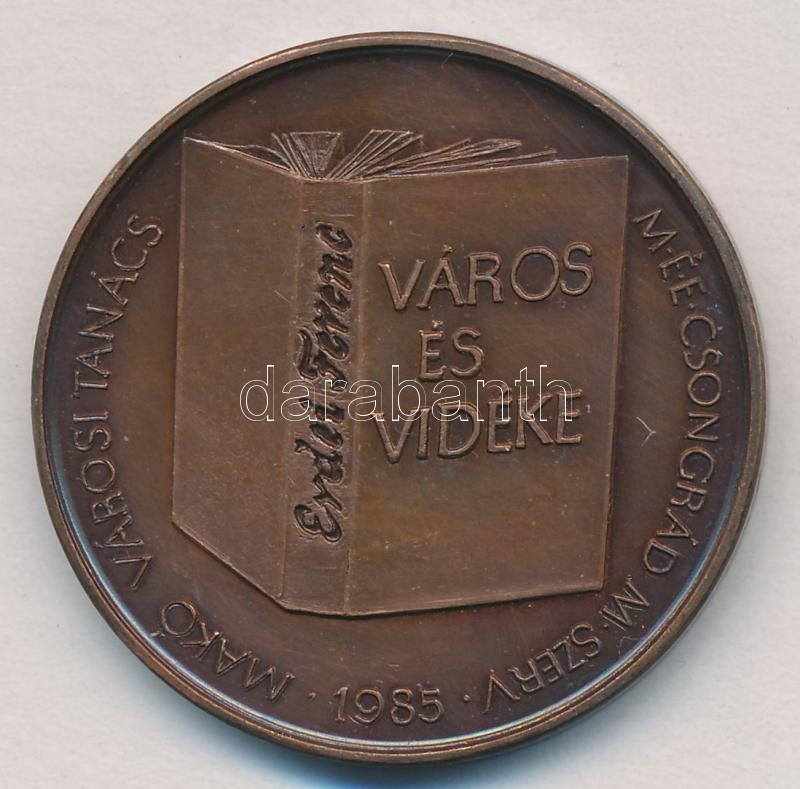 Erdei Ferenc
VÁROS
ÉS
VIDÉKE
MAKÓ VÁROSI TANÁCS
M·É·E·CSONGRÁD M·SZERV·
·1985·
darabanth